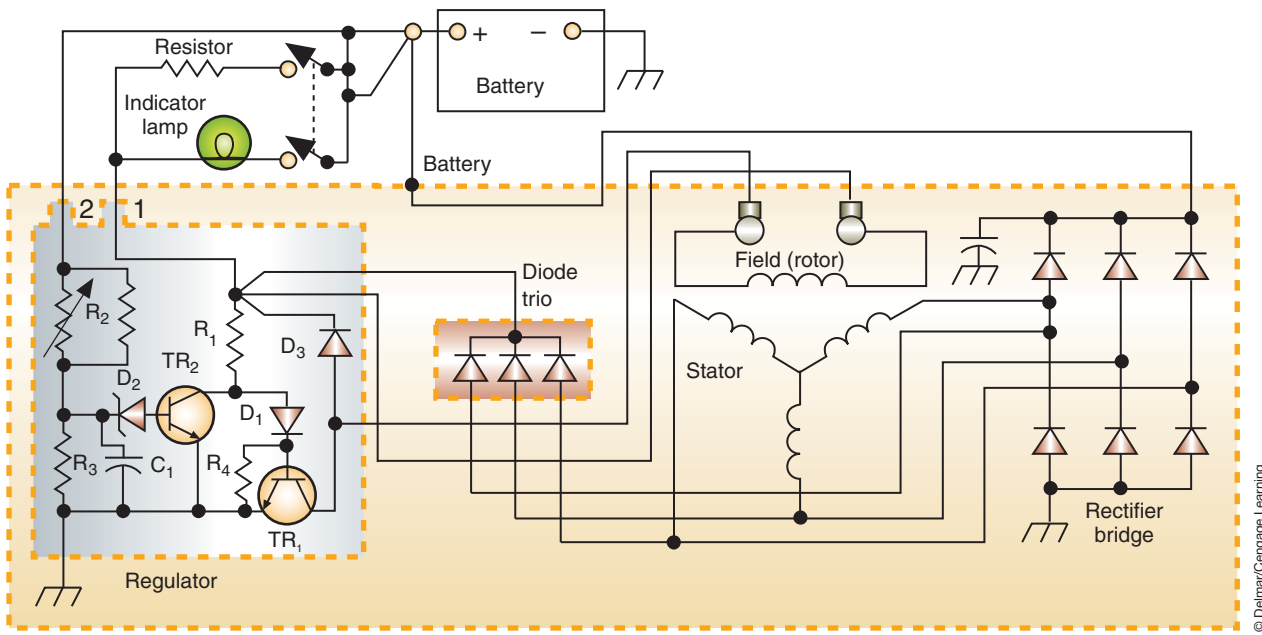 Resistor
+
−
Battery
Indicator
lamp
Battery
2
1
Field (rotor)
Diode
trio
R2
R1
D3
TR2
D2
Stator
D1
R3
C1
R4
TR1
Rectifier
bridge
Regulator
© Delmar/Cengage Learning